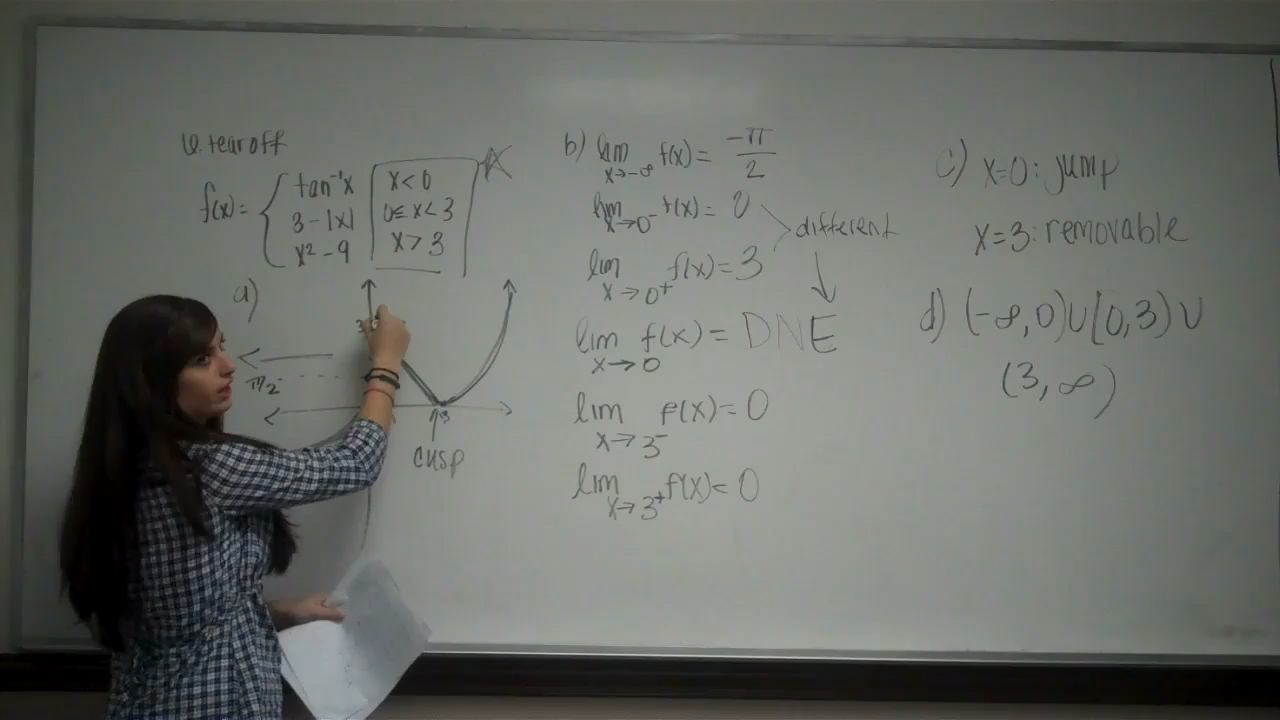 tear off
f(x)= { tan⁻¹x | x<0
3-|x| | 0≤x<3
x²-9 | x>3
a)
3
π/2
3
cusp
b) lim x→-∞ f(x)= -π/2
lim x→0⁻ f(x)= 0
different
lim x→0⁺ f(x)=3
lim x→0 f(x)= DNE
lim x→3⁻ f(x)=0
lim x→3⁺ f(x)=0
c) x=0: jump
x=3: removable
d) (-∞,0)∪[0,3)∪
(3,∞)